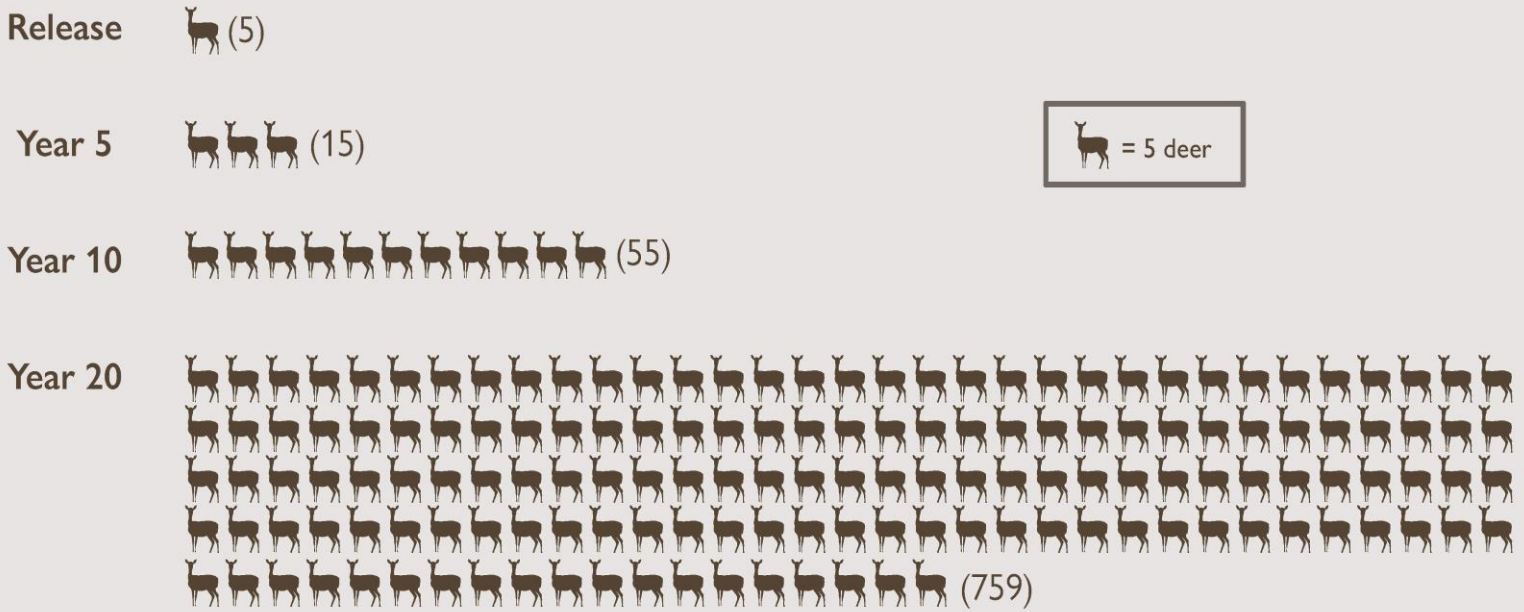 Release (5)
Year 5 (15)
= 5 deer
Year 10 (55)
Year 20
(759)